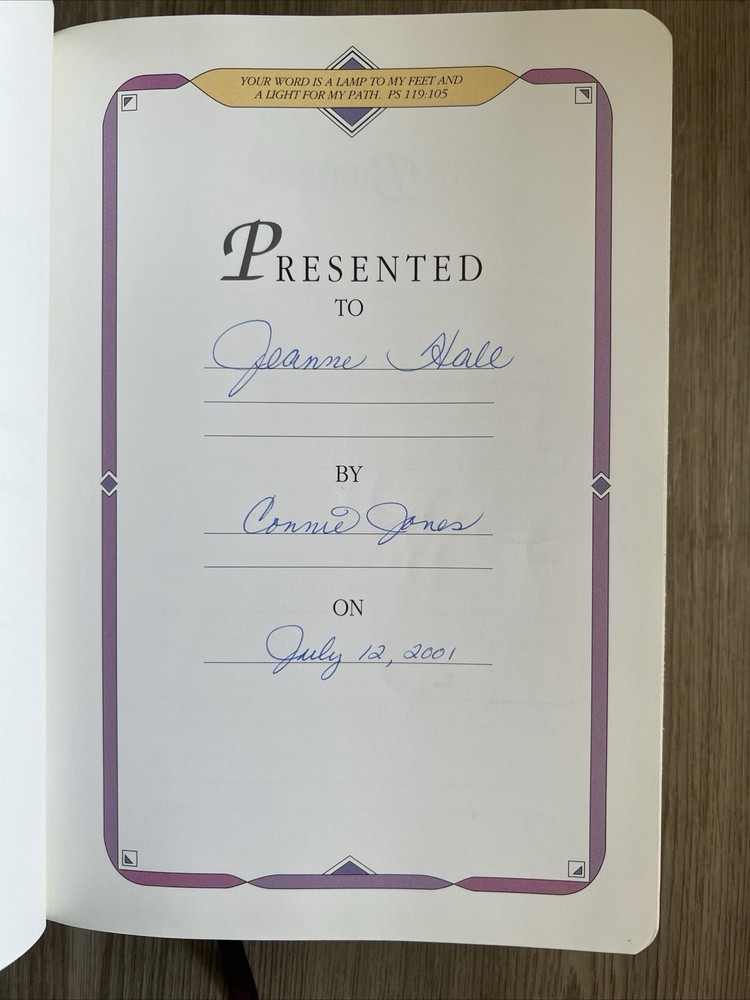 YOUR WORD IS A LAMP TO MY FEET AND
A LIGHT FOR MY PATH. PS 119:105
PRESENTED
TO
Jeanne Hall
BY
Connie Jones
ON
July 12, 2001